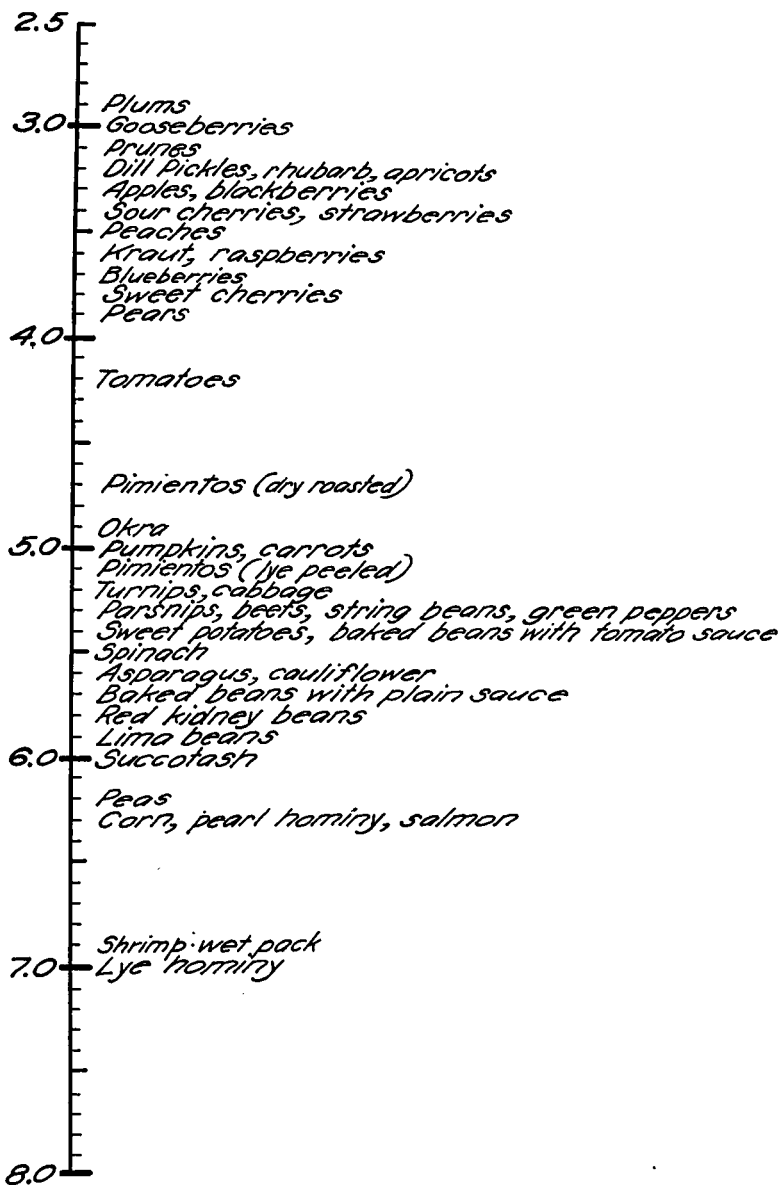 2.5
Plums
3.0 Gooseberries
Prunes
Dill Pickles, rhubarb, apricots
Apples, blackberries
Sour cherries, strawberries
Peaches
Kraut, raspberries
Blueberries
Sweet cherries
Pears
4.0
Tomatoes
Pimientos (dry roasted)
Okra
5.0 Pumpkins, carrots
Pimientos (lye peeled)
Turnips, cabbage
Parsnips, beets, string beans, green peppers
Sweet potatoes, baked beans with tomato sauce
Spinach
Asparagus, cauliflower
Baked beans with plain sauce
Red kidney beans
Lima beans
6.0 Succotash
Peas
Corn, pearl hominy, salmon
Shrimp·wet pack
7.0 Lye hominy
8.0